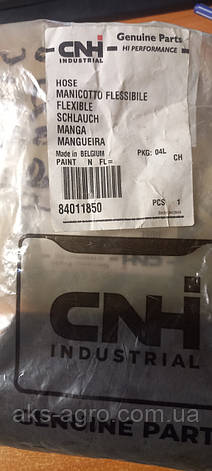 CNH
INDUSTRIAL
Genuine Parts
HI PERFORMANCE
HOSE
MANICOTTO FLESSIBILE
FLEXIBLE
SCHLAUCH
MANGA
MANGUEIRA
Made in BELGIUM
PKG: 04L
PAINT N FL=
CH
84011850
PCS 1
CNH
INDUSTRIAL
GENUINE PARTS
aks-agro.com.ua